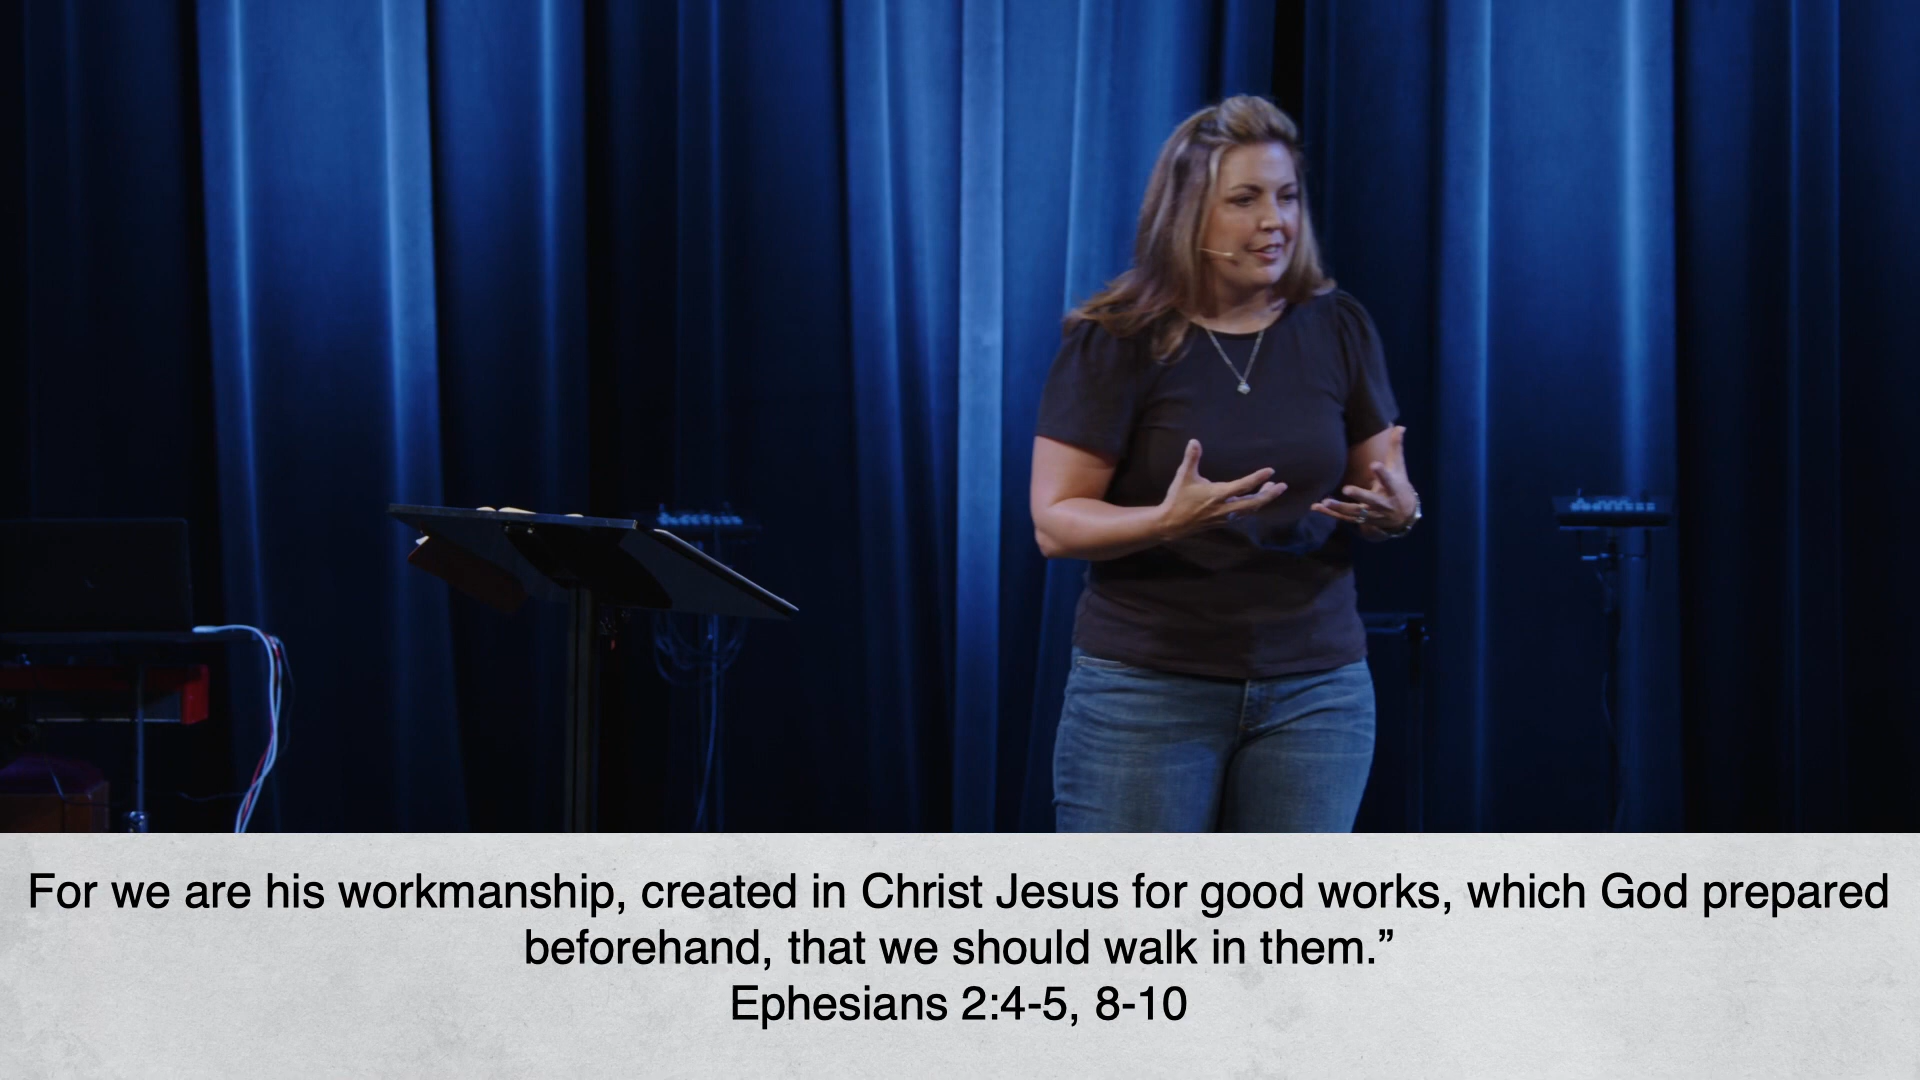 For we are his workmanship, created in Christ Jesus for good works, which God prepared
beforehand, that we should walk in them.”
Ephesians 2:4-5, 8-10